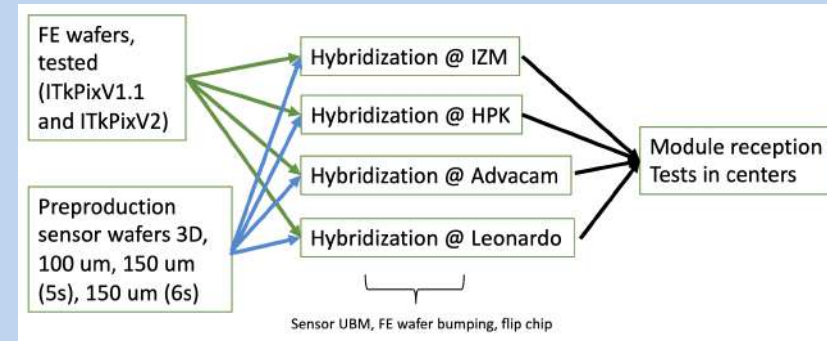 FE wafers,
tested
(ITkPixV1.1
and ITkPixV2)
Preproduction
sensor wafers 3D,
100 um, 150 um
(5s), 150 um (6s)
Hybridization @ IZM
Hybridization @ HPK
Hybridization @ Advacam
Hybridization @ Leonardo
Sensor UBM, FE wafer bumping, flip chip
Module reception
Tests in centers